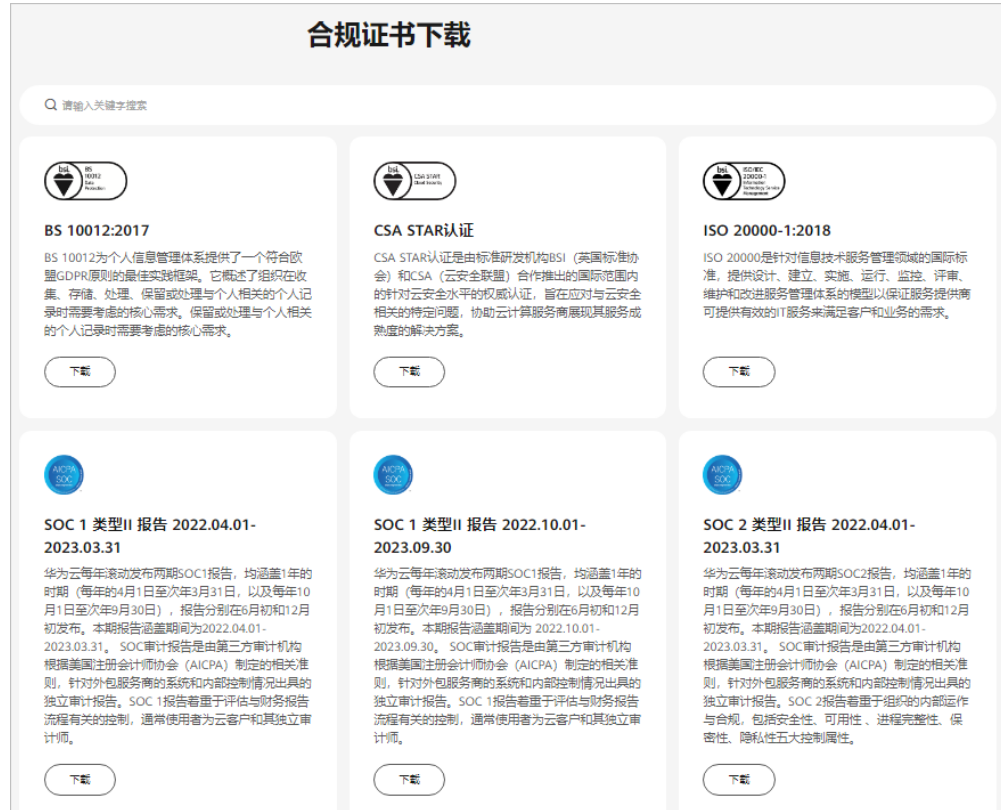 合规证书下载
请输入关键字搜索
bsi.
BS
10012
Data
Protection
BS 10012:2017
BS 10012为个人信息管理体系提供了一个符合欧
盟GDPR原则的最佳实践框架。它概述了组织在收
集、存储、处理、保留或处理与个人相关的个人记
录时需要考虑的核心需求。保留或处理与个人相关
的个人记录时需要考虑的核心需求。
下载
bsi.
CSA STAR
Cloud Security
CSA STAR认证
CSA STAR认证是由标准研发机构BSI（英国标准协
会）和CSA（云安全联盟）合作推出的国际范围内
的针对云安全水平的权威认证，旨在应对与云安全
相关的特定问题，协助云计算服务商展现其服务成
熟度的解决方案。
下载
bsi.
ISO/IEC
20000-1
Information
Technology Service
Management
ISO 20000-1:2018
ISO 20000是针对信息技术服务管理领域的国际标
准，提供设计、建立、实施、运行、监控、评审、
维护和改进服务管理体系的模型以保证服务提供商
可提供有效的IT服务来满足客户和业务的需求。
下载
AICPA
SOC
SOC 1 类型II 报告 2022.04.01-
2023.03.31
华为云每年滚动发布两期SOC1报告，均涵盖1年的
时期（每年的4月1日至次年3月31日，以及每年10
月1日至次年9月30日），报告分别在6月初和12月
初发布。本期报告涵盖期间为2022.04.01-
2023.03.31。 SOC审计报告是由第三方审计机构
根据美国注册会计师协会（AICPA）制定的相关准
则，针对外包服务商的系统和内部控制情况出具的
独立审计报告。SOC 1报告着重于评估与财务报告
流程有关的控制，通常使用者为云客户和其独立审
计师。
下载
AICPA
SOC
SOC 1 类型II 报告 2022.10.01-
2023.09.30
华为云每年滚动发布两期SOC1报告，均涵盖1年的
时期（每年的4月1日至次年3月31日，以及每年10
月1日至次年9月30日），报告分别在6月初和12月
初发布。本期报告涵盖期间为 2022.10.01-
2023.09.30。 SOC审计报告是由第三方审计机构
根据美国注册会计师协会（AICPA）制定的相关准
则，针对外包服务商的系统和内部控制情况出具的
独立审计报告。SOC 1报告着重于评估与财务报告
流程有关的控制，通常使用者为云客户和其独立审
计师。
下载
AICPA
SOC
SOC 2 类型II 报告 2022.04.01-
2023.03.31
华为云每年滚动发布两期SOC2报告，均涵盖1年的
时期（每年的4月1日至次年3月31日，以及每年10
月1日至次年9月30日），报告分别在6月初和12月
初发布。本期报告涵盖期间为2022.04.01-
2023.03.31。 SOC审计报告是由第三方审计机构
根据美国注册会计师协会（AICPA）制定的相关准
则，针对外包服务商的系统和内部控制情况出具的
独立审计报告。SOC 2报告着重于组织的内部运作
与合规，包括安全性、可用性 、进程完整性、保
密性、隐私性五大控制属性。
下载